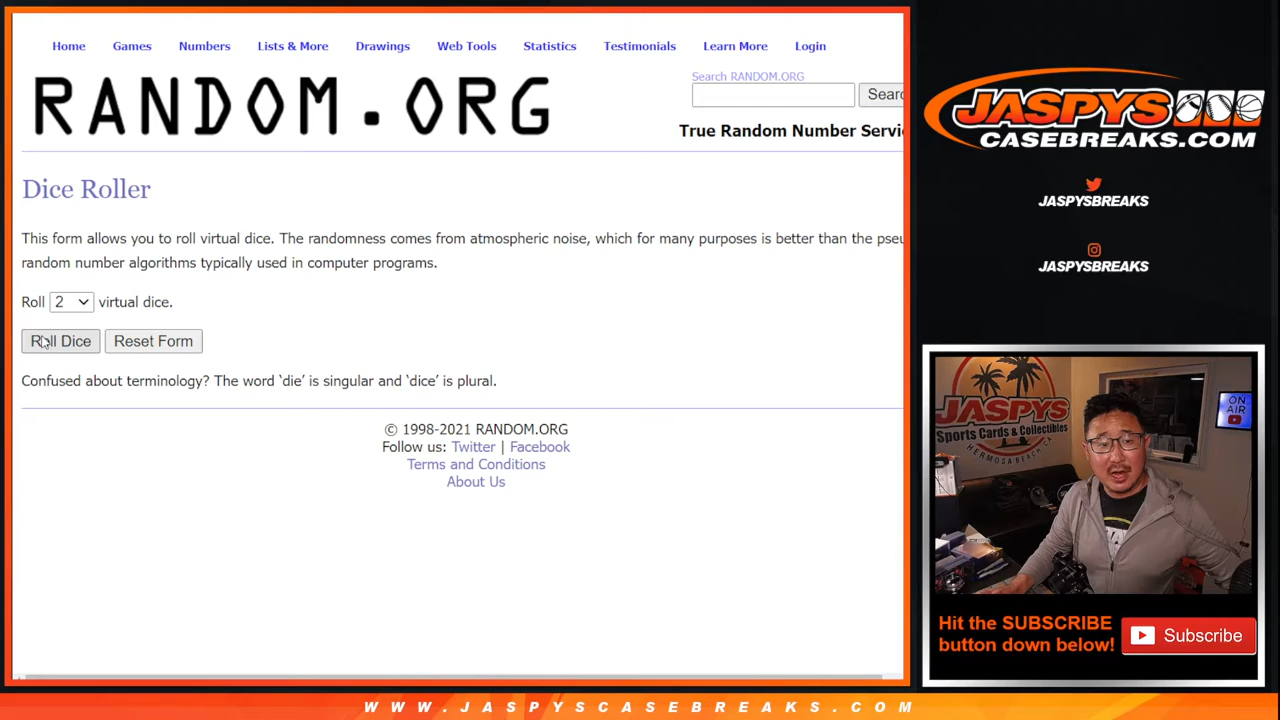 Home Games Numbers Lists & More Drawings Web Tools Statistics Testimonials Learn More Login
RANDOM.ORG
Search RANDOM.ORG
Searc
True Random Number Servi
Dice Roller
This form allows you to roll virtual dice. The randomness comes from atmospheric noise, which for many purposes is better than the pseu
random number algorithms typically used in computer programs.
Roll 2 virtual dice.
Roll Dice Reset Form
Confused about terminology? The word ‘die’ is singular and ‘dice’ is plural.
© 1998-2021 RANDOM.ORG
Follow us: Twitter | Facebook
Terms and Conditions
About Us
JASPYS
CASEBREAKS.COM
JASPYSBREAKS
JASPYSBREAKS
JASPYS
Sports Cards & Collectibles
HERMOSA BEACH, CA
ON
AIR
Hit the SUBSCRIBE
button down below!
Subscribe
WWW.JASPYSCASEBREAKS.COM